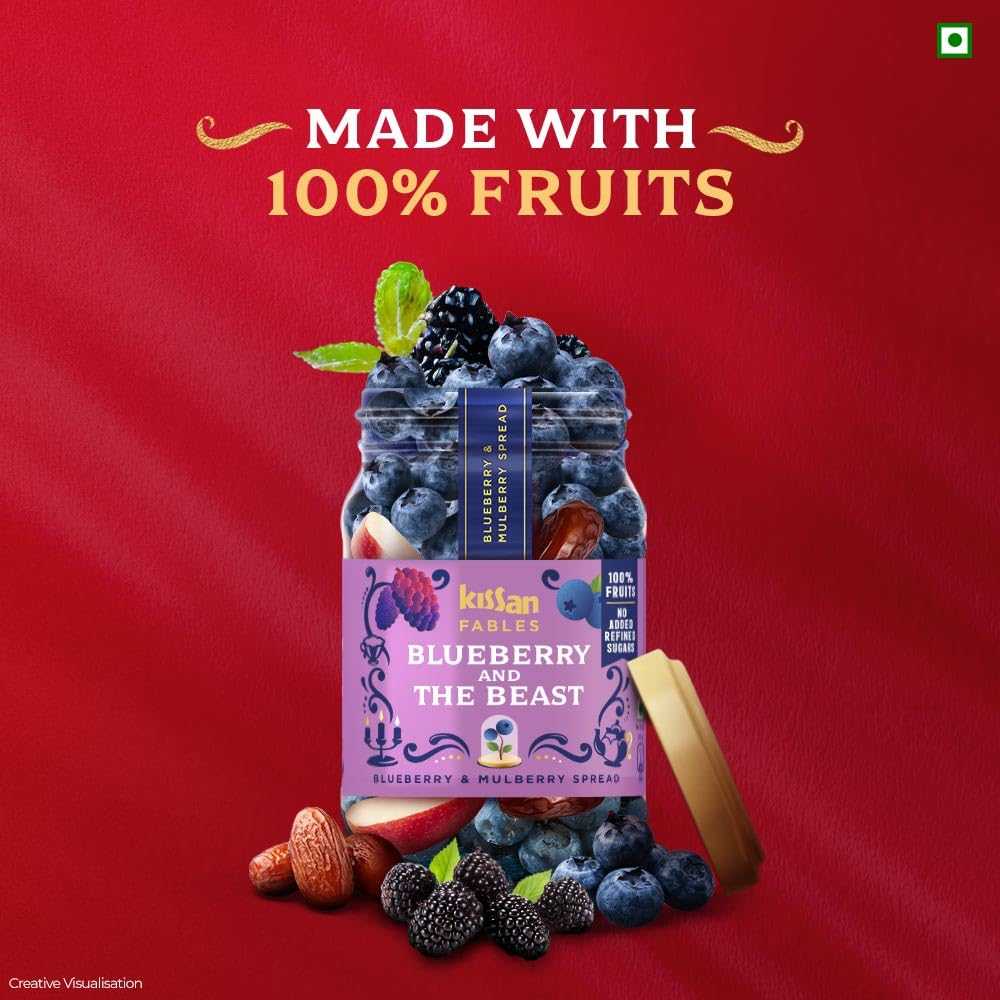 MADE WITH
100% FRUITS
BLUEBERRY &
MULBERRY SPREAD
kissan
FABLES
100%
FRUITS
NO
ADDED
REFINED
SUGARS
BLUEBERRY
AND
THE BEAST
BLUEBERRY & MULBERRY SPREAD
Creative Visualisation